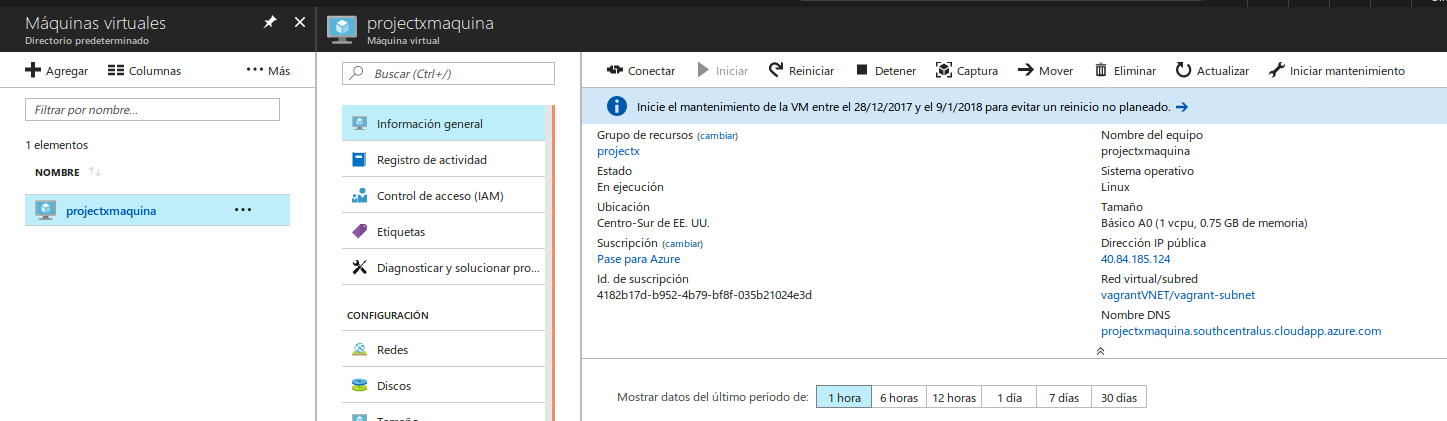 Máquinas virtuales
Directorio predeterminado
Agregar
Columnas
Más
Filtrar por nombre...
1 elementos
NOMBRE
projectxmaquina
projectxmaquina
Máquina virtual
Buscar (Ctrl+/)
Información general
Registro de actividad
Control de acceso (IAM)
Etiquetas
Diagnosticar y solucionar pro...
CONFIGURACIÓN
Redes
Discos
Conectar
Iniciar
Reiniciar
Detener
Captura
Mover
Eliminar
Actualizar
Iniciar mantenimiento
Inicie el mantenimiento de la VM entre el 28/12/2017 y el 9/1/2018 para evitar un reinicio no planeado.
Grupo de recursos (cambiar)
projectx
Estado
En ejecución
Ubicación
Centro-Sur de EE. UU.
Suscripción (cambiar)
Pase para Azure
Id. de suscripción
4182b17d-b952-4b79-bf8f-035b21024e3d
Nombre del equipo
projectxmaquina
Sistema operativo
Linux
Tamaño
Básico A0 (1 vcpu, 0.75 GB de memoria)
Dirección IP pública
40.84.185.124
Red virtual/subred
vagrantVNET/vagrant-subnet
Nombre DNS
projectxmaquina.southcentralus.cloudapp.azure.com
Mostrar datos del último período de:
1 hora
6 horas
12 horas
1 día
7 días
30 días